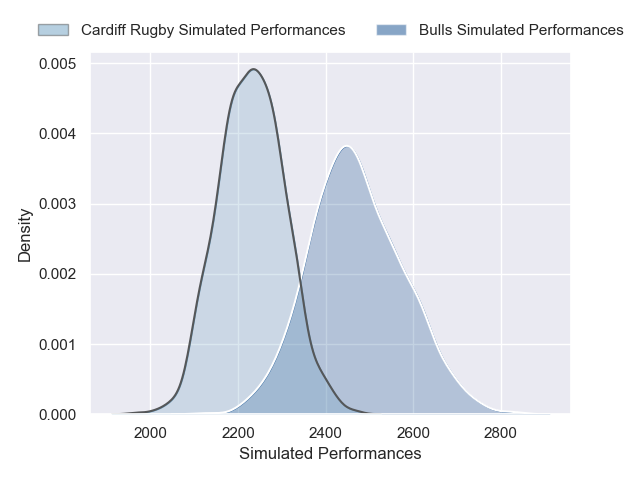 Cardiff Rugby Simulated Performances Bulls Simulated Performances
0.005
0.004
0.003
0.002
0.001
0.000
Density
2000 2200 2400 2600 2800
Simulated Performances